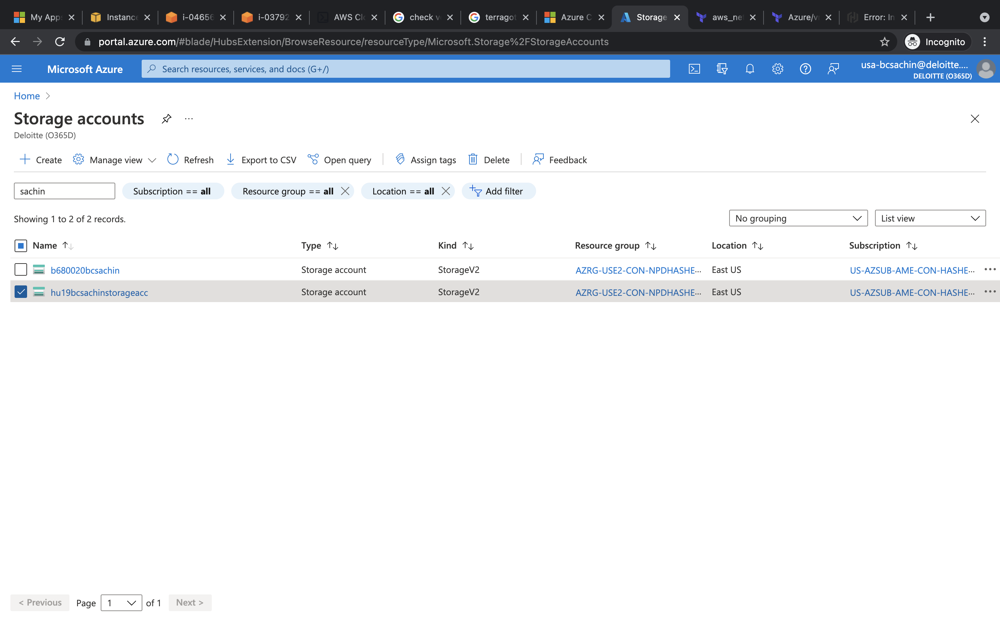 My Apps Instance i-04656 i-03792 AWS Clo check ve terragot Azure C Storage aws_net Azure/vn Error: In
portal.azure.com/#blade/HubsExtension/BrowseResource/resourceType/Microsoft.Storage%2FStorageAccounts Incognito
Microsoft Azure Search resources, services, and docs (G+/) usa-bcsachin@deloitte....
DELOITTE (O365D)
Home >
Storage accounts ...
Deloitte (O365D)
Create Manage view Refresh Export to CSV Open query Assign tags Delete Feedback
sachin Subscription == all Resource group == all Location == all Add filter
Showing 1 to 2 of 2 records. No grouping List view
Name Type Kind Resource group Location Subscription
b680020bcsachin Storage account StorageV2 AZRG-USE2-CON-NPDHASHE... East US US-AZSUB-AME-CON-HASHE...
hu19bcsachinstorageacc Storage account StorageV2 AZRG-USE2-CON-NPDHASHE... East US US-AZSUB-AME-CON-HASHE...
< Previous Page 1 of 1 Next >